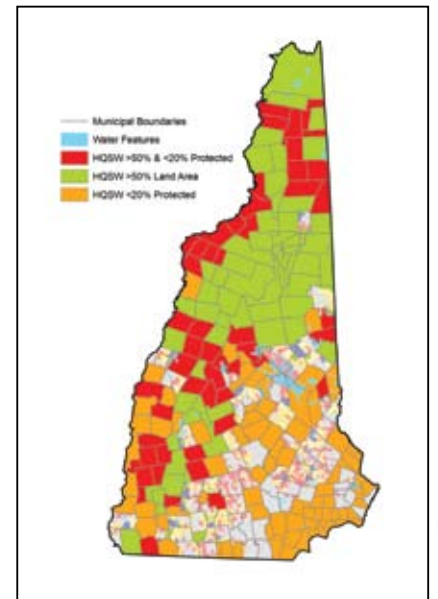 Municipal Boundaries
Water Features
HQSW >50% & <20% Protected
HQSW >50% Land Area
HQSW <20% Protected